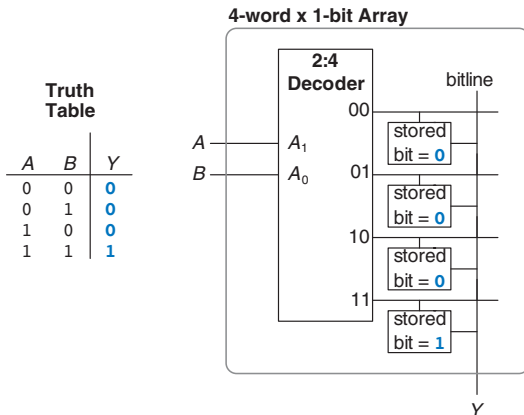 4-word x 1-bit Array
2:4
Decoder
bitline
Truth
Table
A B Y
0 0 0
0 1 0
1 0 0
1 1 1
A
B
A1
A0
00
stored
bit = 0
01
stored
bit = 0
10
stored
bit = 0
11
stored
bit = 1
Y